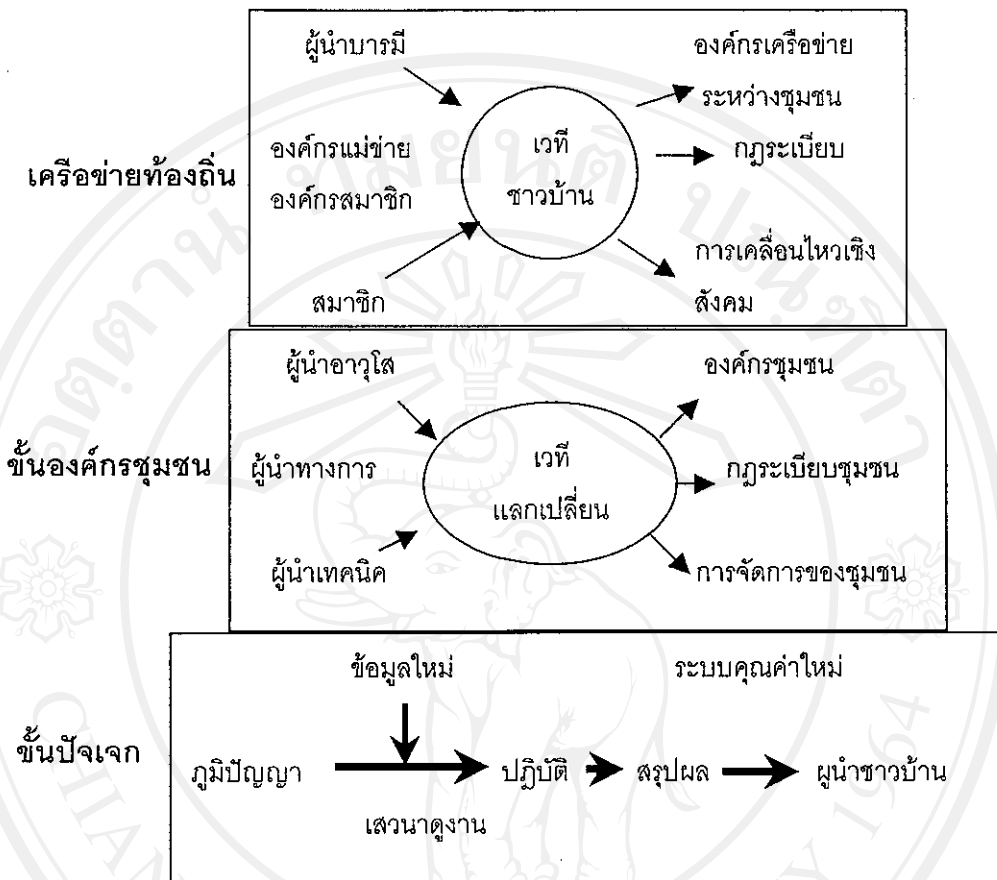 ผู้นำบารมี
องค์กรเครือข่าย
ระหว่างชุมชน
องค์กรแม่ข่าย
เวที
กฎระเบียบ
เครือข่ายท้องถิ่น
องค์กรสมาชิก
ชาวบ้าน
การเคลื่อนไหวเชิง
สมาชิก
สังคม
ผู้นำอาวุโส
องค์กรชุมชน
ขั้นองค์กรชุมชน
ผู้นำทางการ
เวที
กฎระเบียบชุมชน
แลกเปลี่ยน
ผู้นำเทคนิค
การจัดการของชุมชน
ข้อมูลใหม่
ระบบคุณค่าใหม่
ขั้นปัจเจก
ภูมิปัญญา
ปฏิบัติ
สรุปผล
ผูนำชาวบ้าน
เสวนาดูงาน